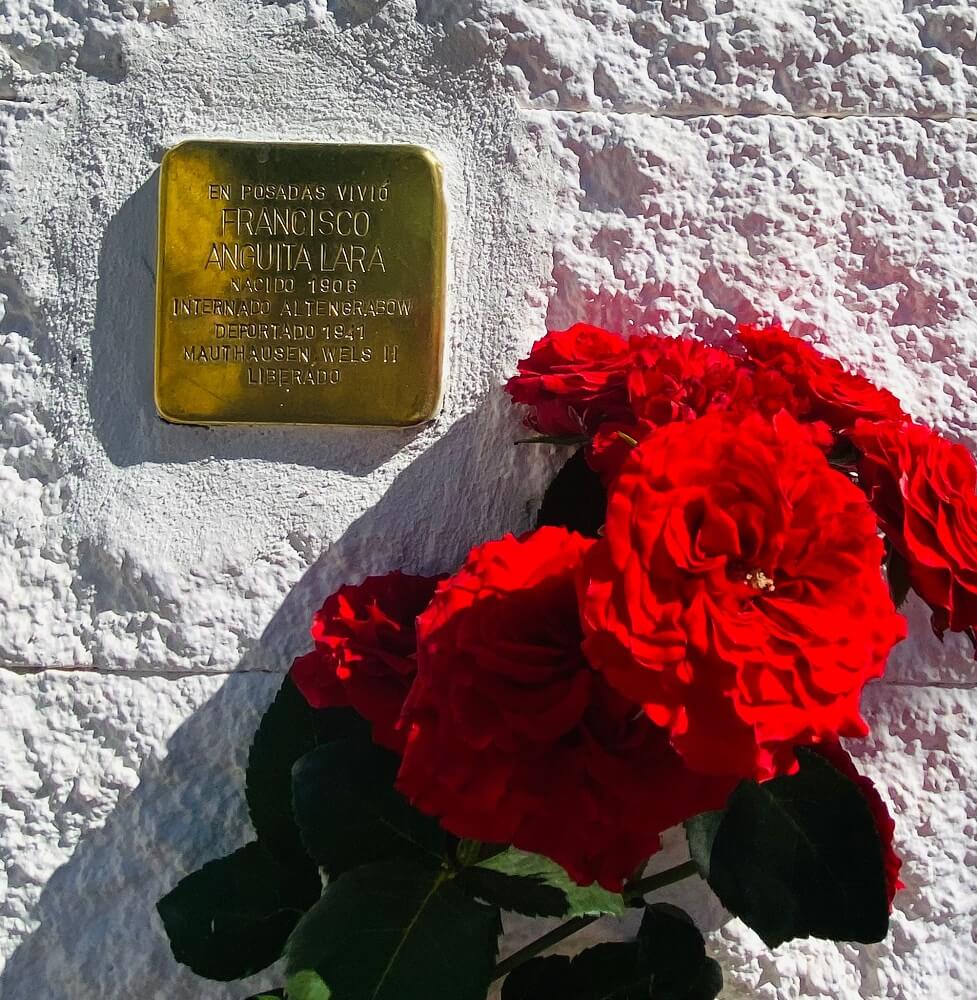 EN POSADAS VIVIÓ
FRANCISCO
ANGUITA LARA
NACIDO 1906
INTERNADO ALTENGRABOW
DEPORTADO 1941
MAUTHAUSEN, WELS II
LIBERADO